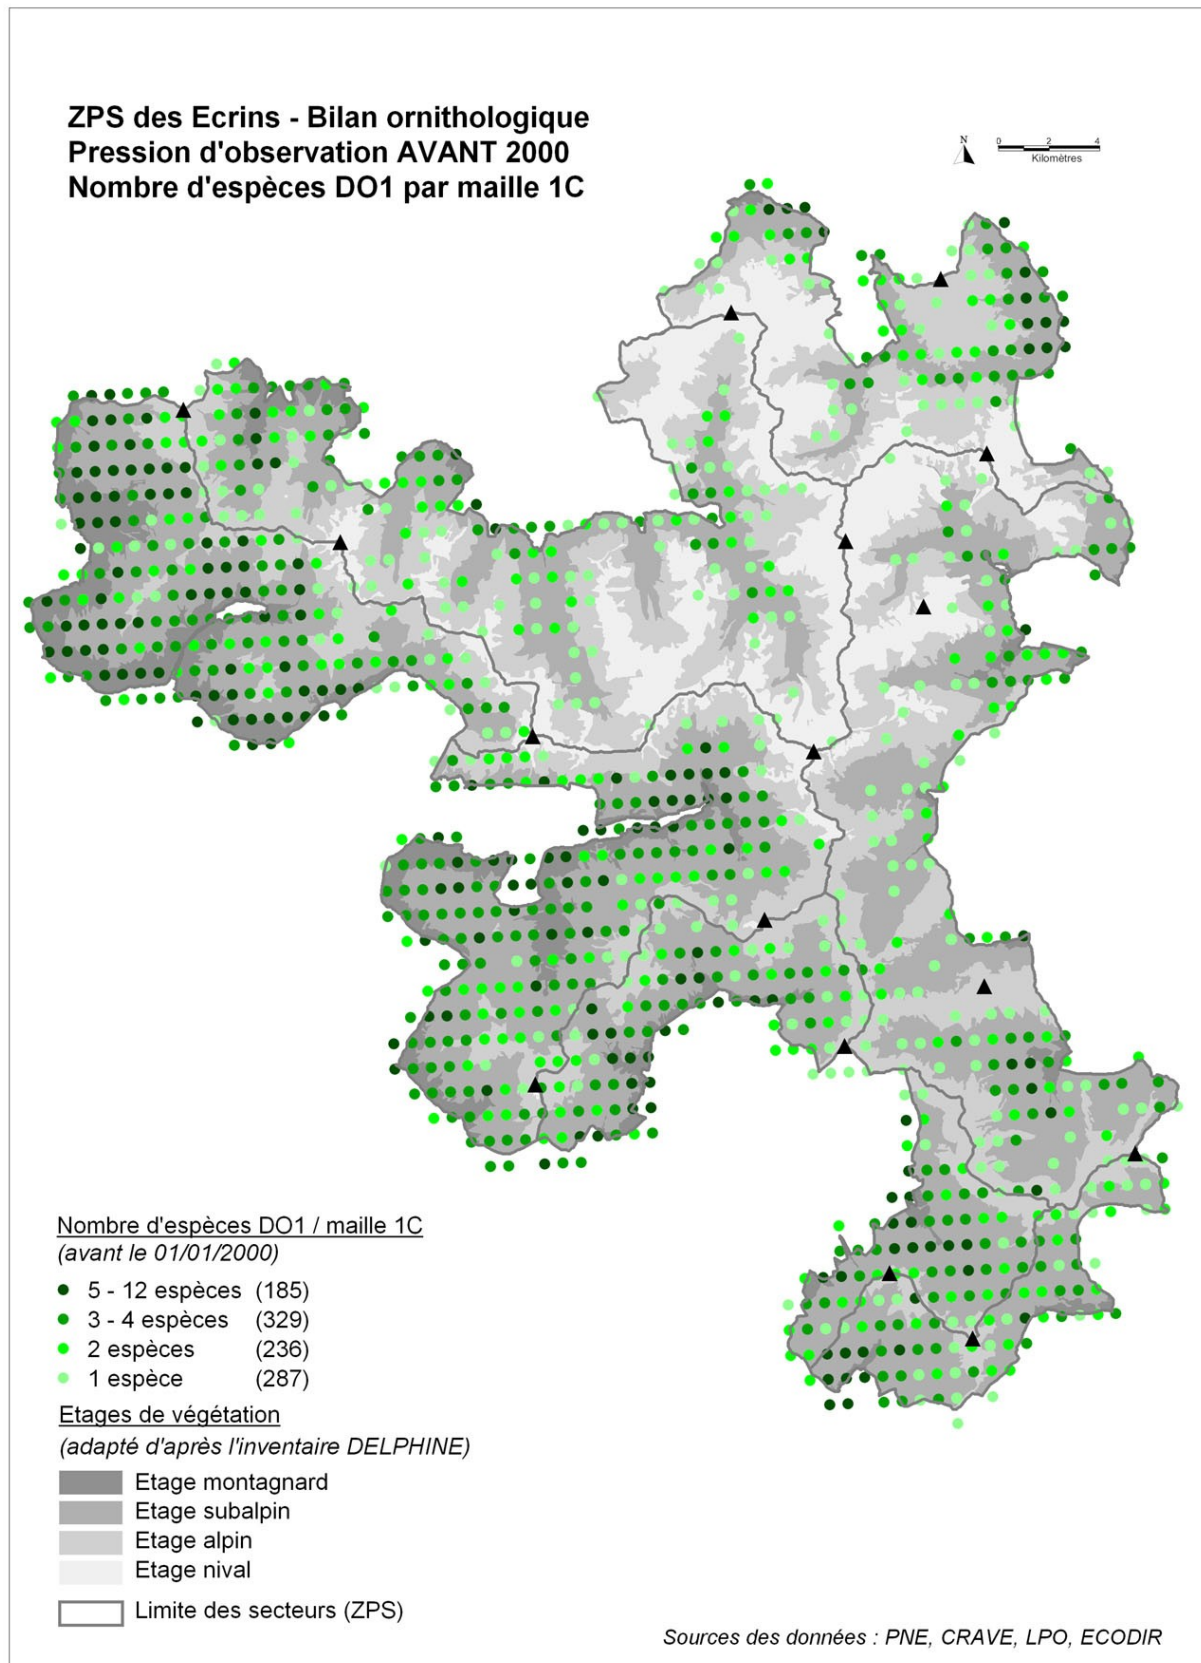 ZPS des Ecrins - Bilan ornithologique
Pression d'observation AVANT 2000
Nombre d'espèces DO1 par maille 1C
N
0 2 4
Kilomètres
Nombre d'espèces DO1 / maille 1C
(avant le 01/01/2000)
5 - 12 espèces (185)
3 - 4 espèces (329)
2 espèces (236)
1 espèce (287)
Etages de végétation
(adapté d'après l'inventaire DELPHINE)
Etage montagnard
Etage subalpin
Etage alpin
Etage nival
Limite des secteurs (ZPS)
Sources des données : PNE, CRAVE, LPO, ECODIR